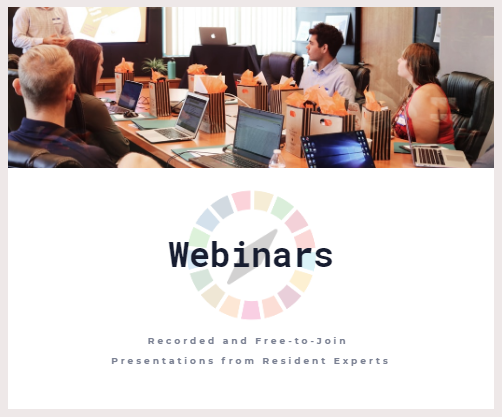 Webinars
Recorded and Free-to-Join
Presentations from Resident Experts